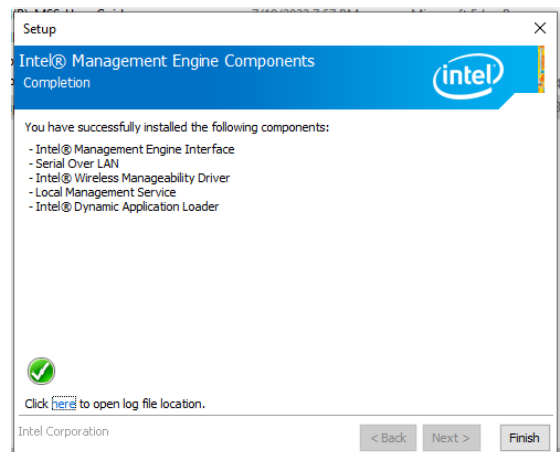 Setup
Intel® Management Engine Components
Completion
intel
You have successfully installed the following components:
- Intel® Management Engine Interface
- Serial Over LAN
- Intel® Wireless Manageability Driver
- Local Management Service
- Intel® Dynamic Application Loader
Click here to open log file location.
Intel Corporation
< Back Next > Finish